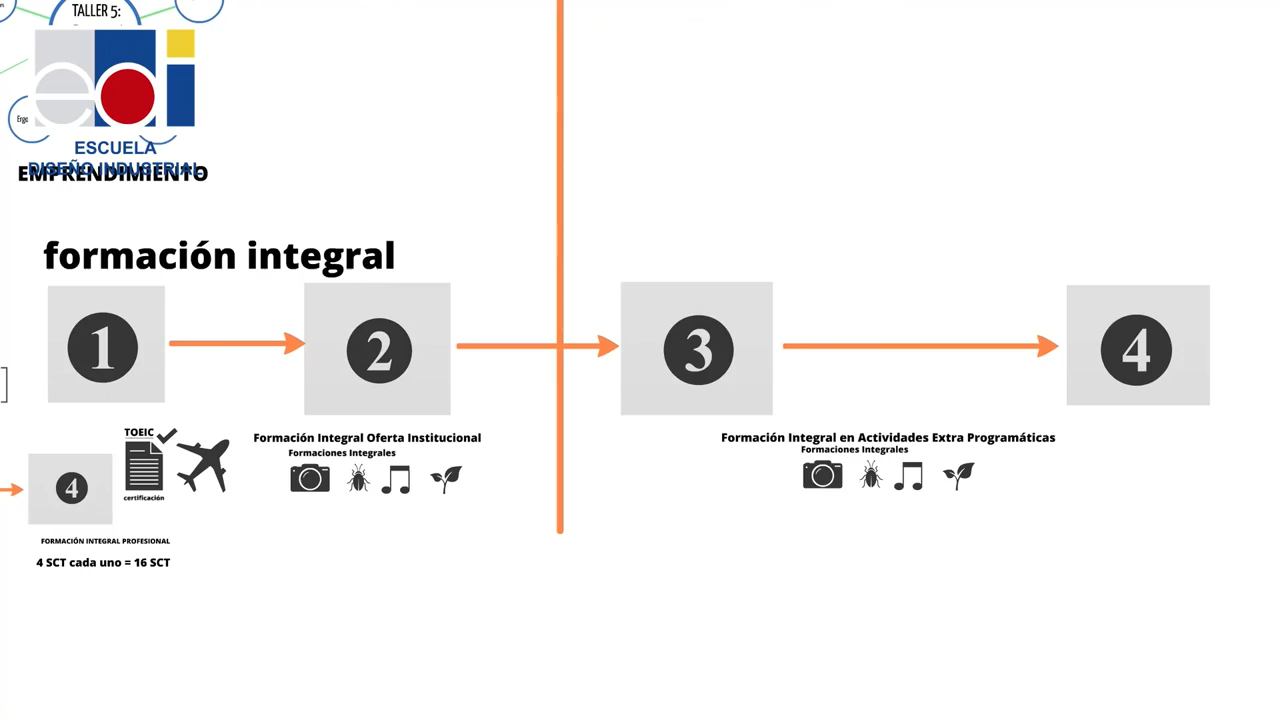 TALLER 5:
edi
ESCUELA
DISEÑO INDUSTRIAL
EMPRENDIMIENTO
formación integral
1
2
3
4
TOEIC
certificación
Formación Integral Oferta Institucional
Formaciones Integrales
Formación Integral en Actividades Extra Programáticas
Formaciones Integrales
4
FORMACIÓN INTEGRAL PROFESIONAL
4 SCT cada uno = 16 SCT